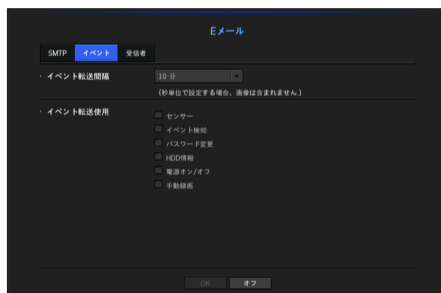 Eメール
SMTP イベント 受信者
イベント転送間隔 10 分
(秒単位で設定する場合、画像は含まれません。)
イベント転送使用 センサー
イベント検知
パスワード変更
HDD情報
電源オン/オフ
手動録画
OK オフ